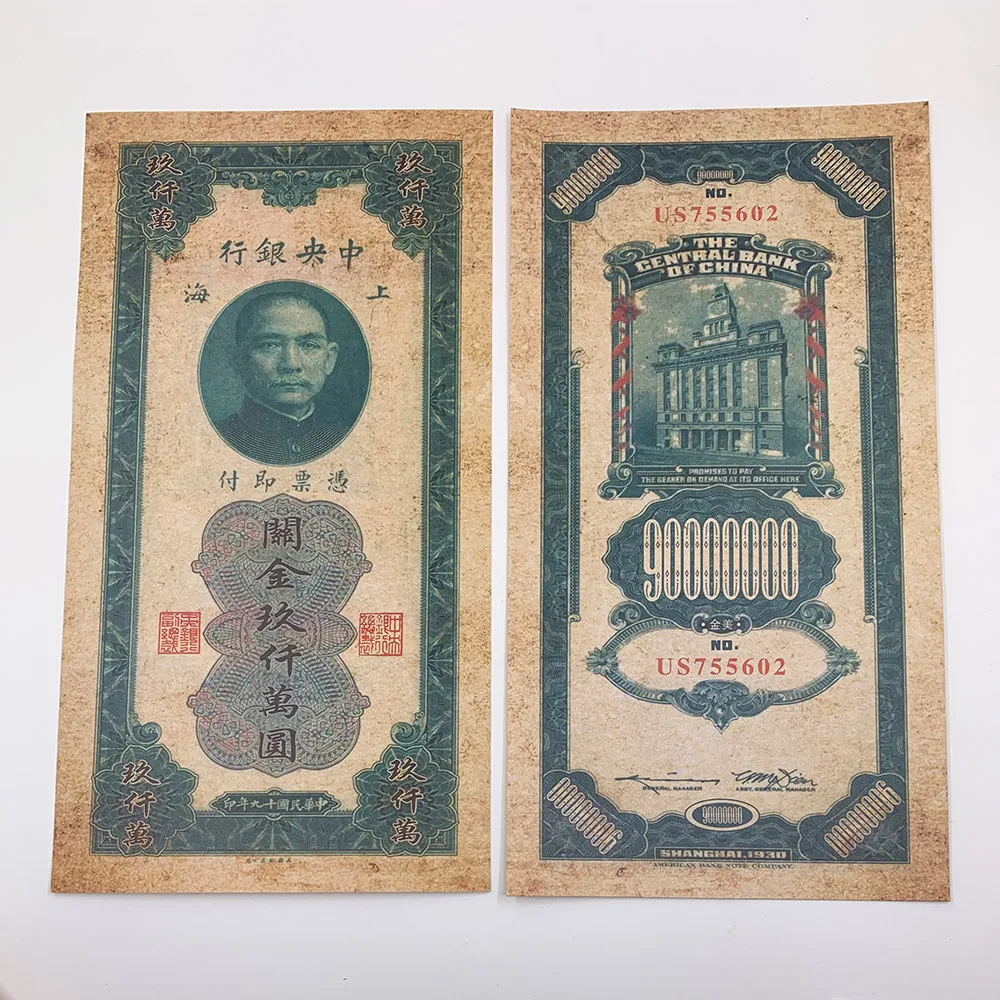 玖仟萬
玖仟萬
中央銀行
上海
憑票即付
關金玖仟萬圓
玖仟萬
玖仟萬
中華民國十九年印
90000000
90000000
90000000
NO.
US755602
THE
CENTRAL BANK
OF CHINA
PROMISES TO PAY
THE BEARER ON DEMAND AT ITS OFFICE HERE
90000000
美金
NO.
US755602
GENERAL MANAGER
ASST. GENERAL MANAGER
90000000
90000000
90000000
SHANGHAI, 1930
AMERICAN BANK NOTE COMPANY.